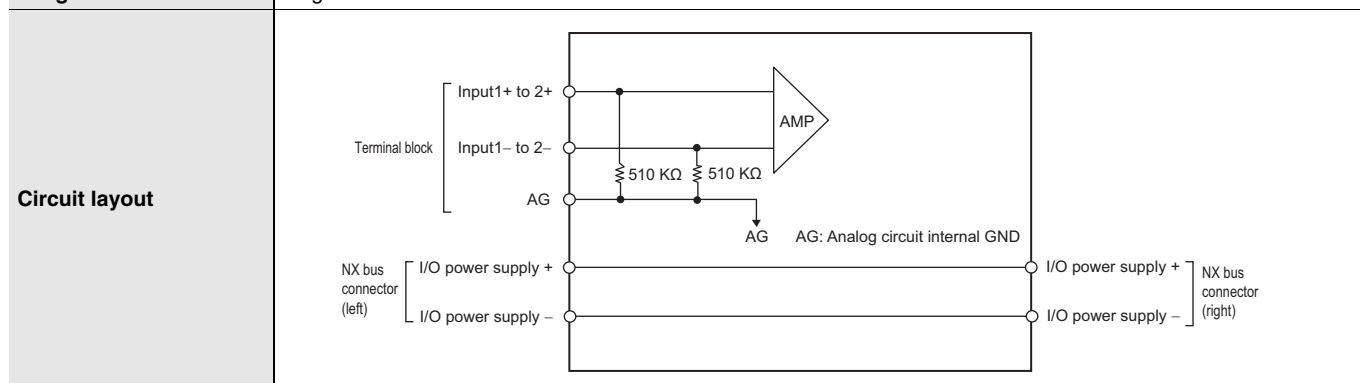 Circuit layout
Input1+ to 2+
AMP
Terminal block
Input1– to 2–
510 KΩ 510 KΩ
AG
AG AG: Analog circuit internal GND
NX bus
connector
(left)
I/O power supply +
I/O power supply –
I/O power supply +
I/O power supply –
NX bus
connector
(right)